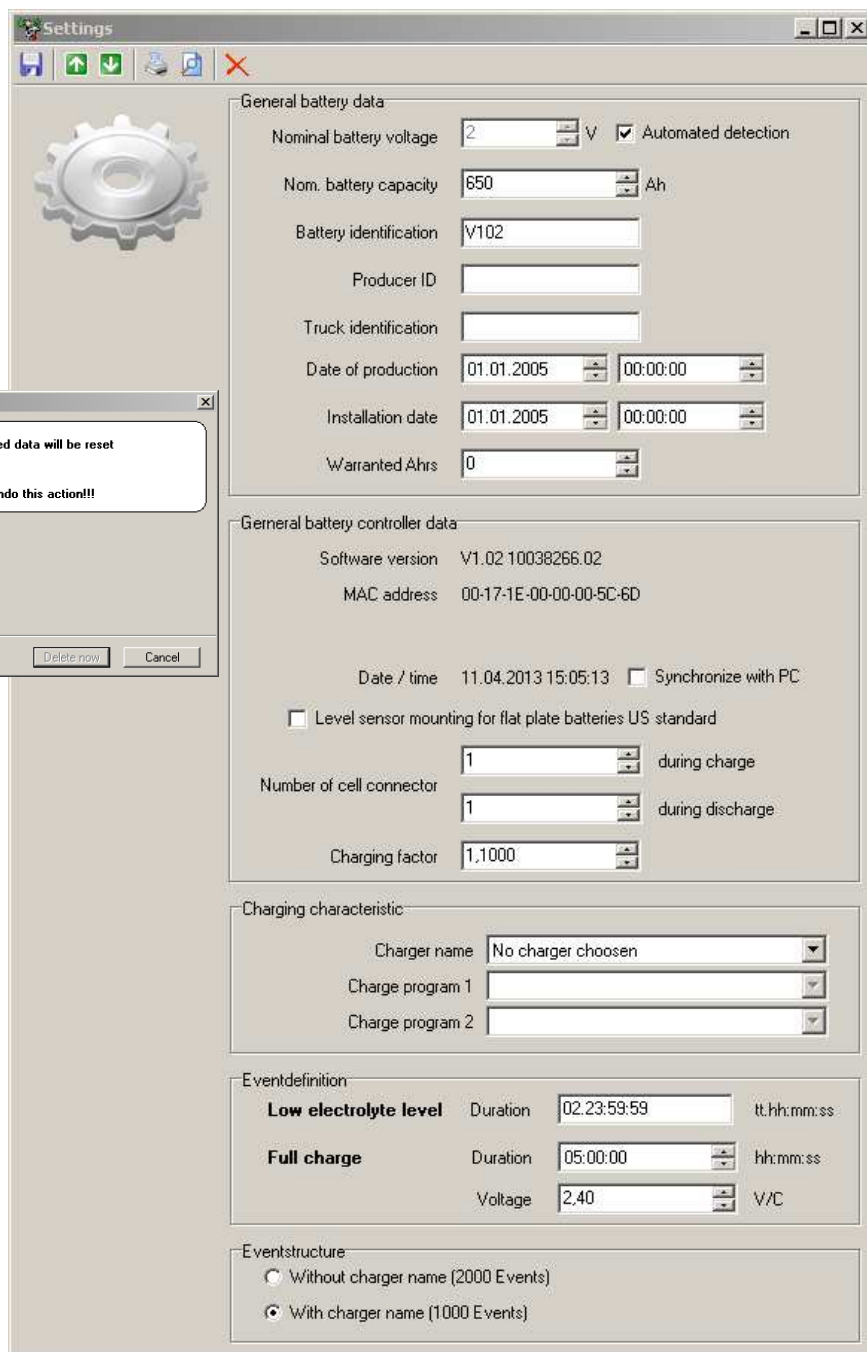 Settings
General battery data
Nominal battery voltage 2 V Automated detection
Nom. battery capacity 650 Ah
Battery identification V102
Producer ID
Truck identification
Date of production 01.01.2005 00:00:00
Installation date 01.01.2005 00:00:00
Warranted Ahrs 0
ed data will be reset
ndo this action!!!
Delete now Cancel
Gerneral battery controller data
Software version V1.02 10038266.02
MAC address 00-17-1E-00-00-00-5C-6D
Date / time 11.04.2013 15:05:13 Synchronize with PC
Level sensor mounting for flat plate batteries US standard
Number of cell connector
1 during charge
1 during discharge
Charging factor 1,1000
Charging characteristic
Charger name No charger choosen
Charge program 1
Charge program 2
Eventdefinition
Low electrolyte level Duration 02.23:59:59 tt.hh:mm:ss
Full charge Duration 05:00:00 hh:mm:ss
Voltage 2,40 V/C
Eventstructure
Without charger name (2000 Events)
With charger name (1000 Events)